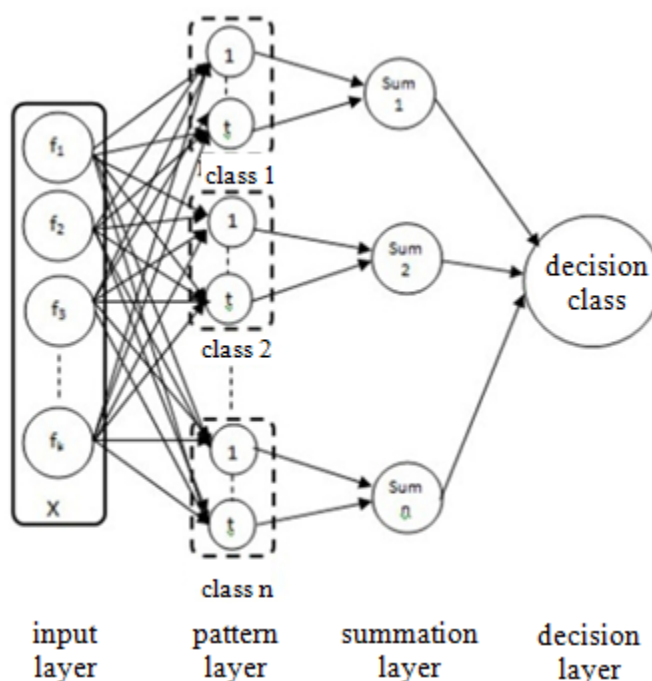 f₁
f₂
f₃
fₖ
X
1
t
class 1
1
t
class 2
1
t
class n
Sum
1
Sum
2
Sum
n
decision
class
input
layer
pattern
layer
summation
layer
decision
layer